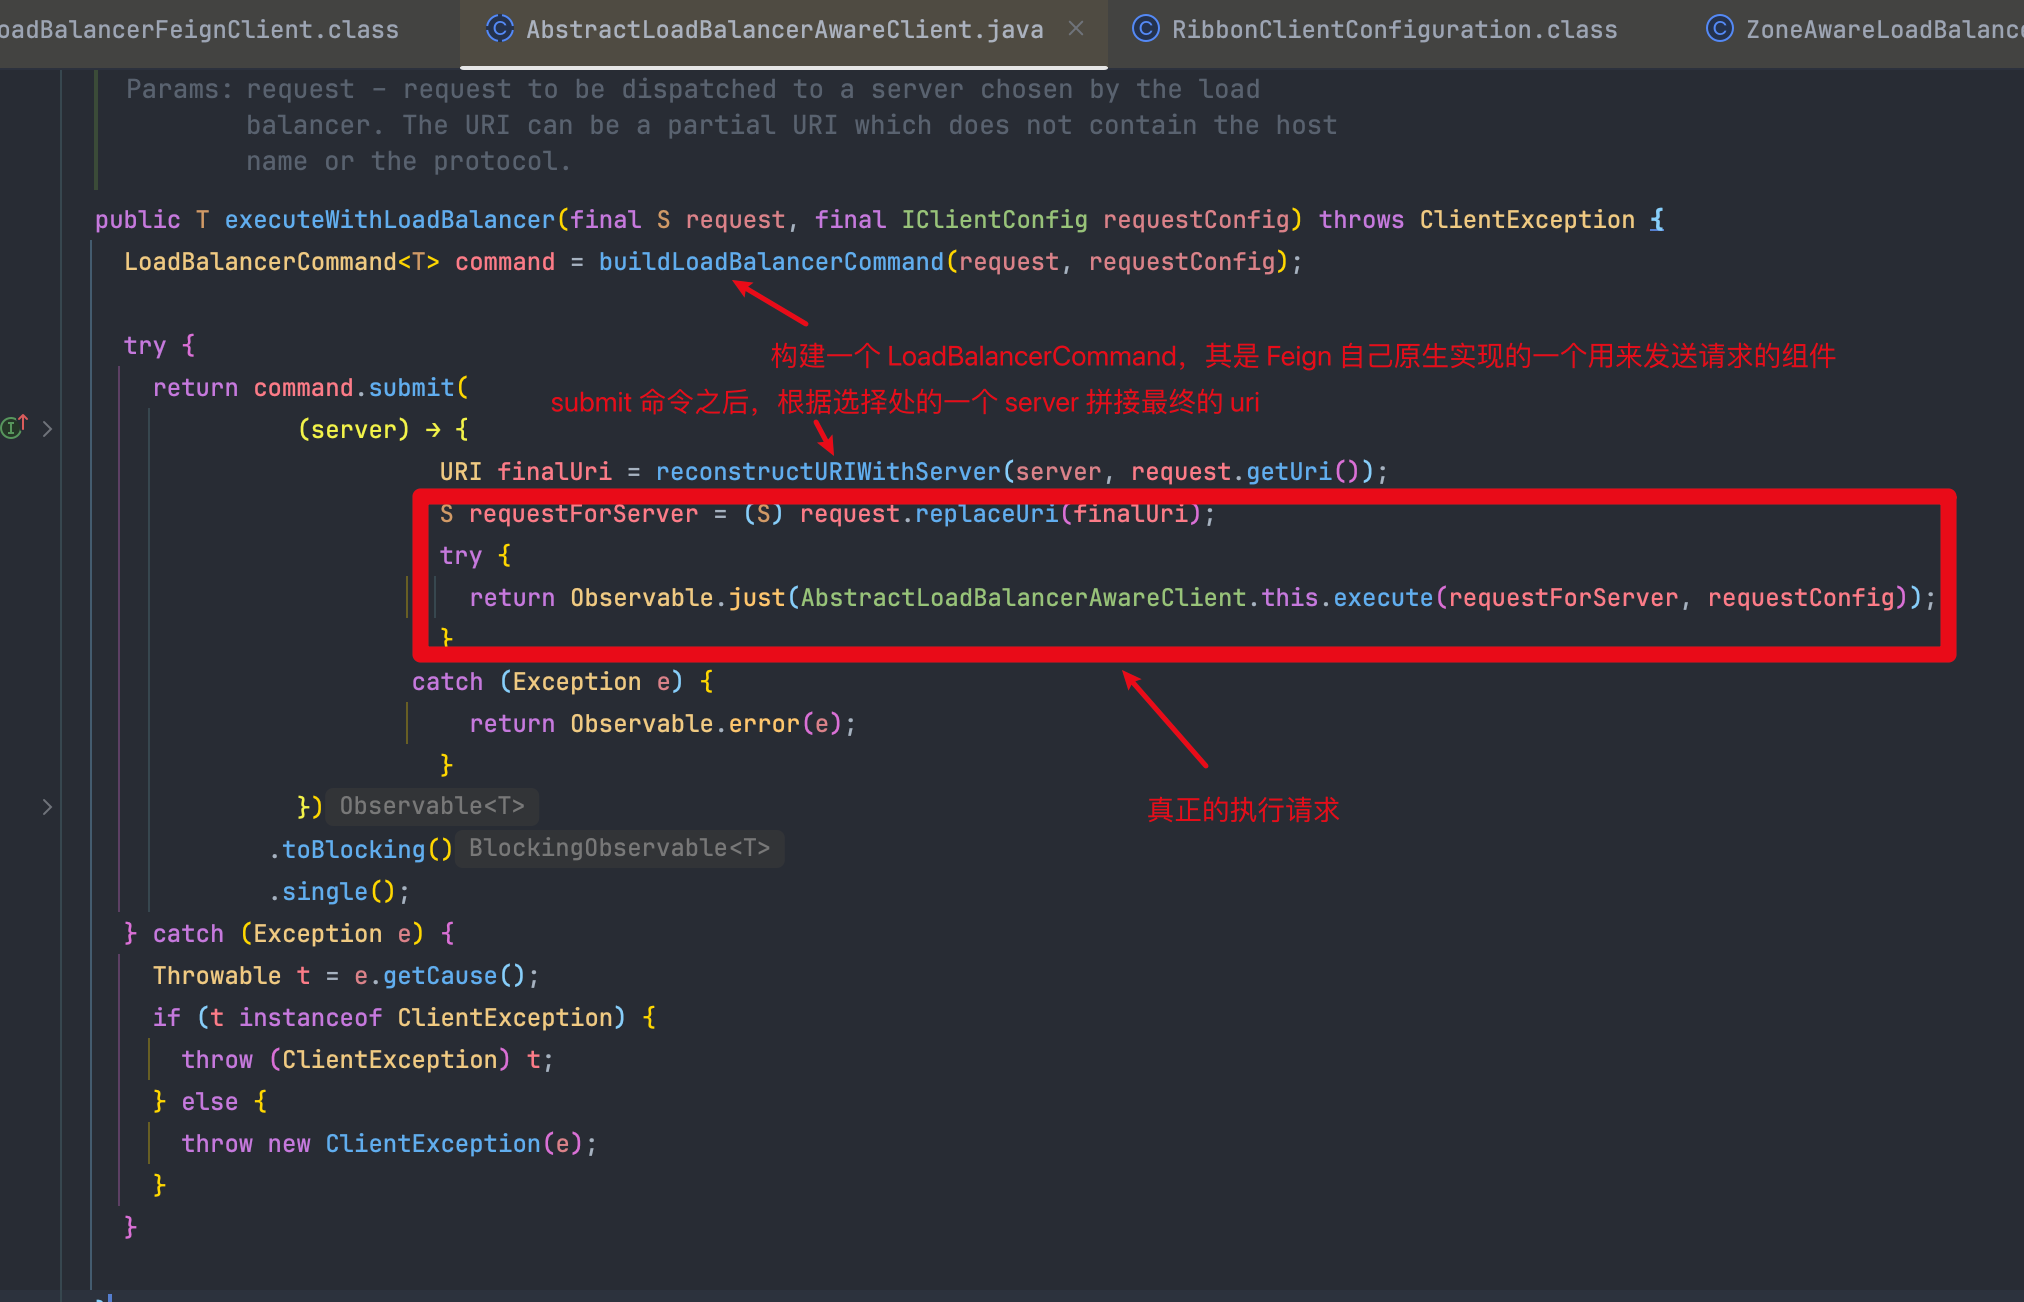 oadBalancerFeignClient.class AbstractLoadBalancerAwareClient.java RibbonClientConfiguration.class ZoneAwareLoadBalanc
Params: request – request to be dispatched to a server chosen by the load
balancer. The URI can be a partial URI which does not contain the host
name or the protocol.
public T executeWithLoadBalancer(final S request, final IClientConfig requestConfig) throws ClientException {
LoadBalancerCommand<T> command = buildLoadBalancerCommand(request, requestConfig);
try {
构建一个 LoadBalancerCommand，其是 Feign 自己原生实现的一个用来发送请求的组件
return command.submit(
submit 命令之后，根据选择处的一个 server 拼接最终的 uri
(server) → {
URI finalUri = reconstructURIWithServer(server, request.getUri());
S requestForServer = (S) request.replaceUri(finalUri);
try {
return Observable.just(AbstractLoadBalancerAwareClient.this.execute(requestForServer, requestConfig));
}
catch (Exception e) {
return Observable.error(e);
}
}) Observable<T>
真正的执行请求
.toBlocking() BlockingObservable<T>
.single();
} catch (Exception e) {
Throwable t = e.getCause();
if (t instanceof ClientException) {
throw (ClientException) t;
} else {
throw new ClientException(e);
}
}